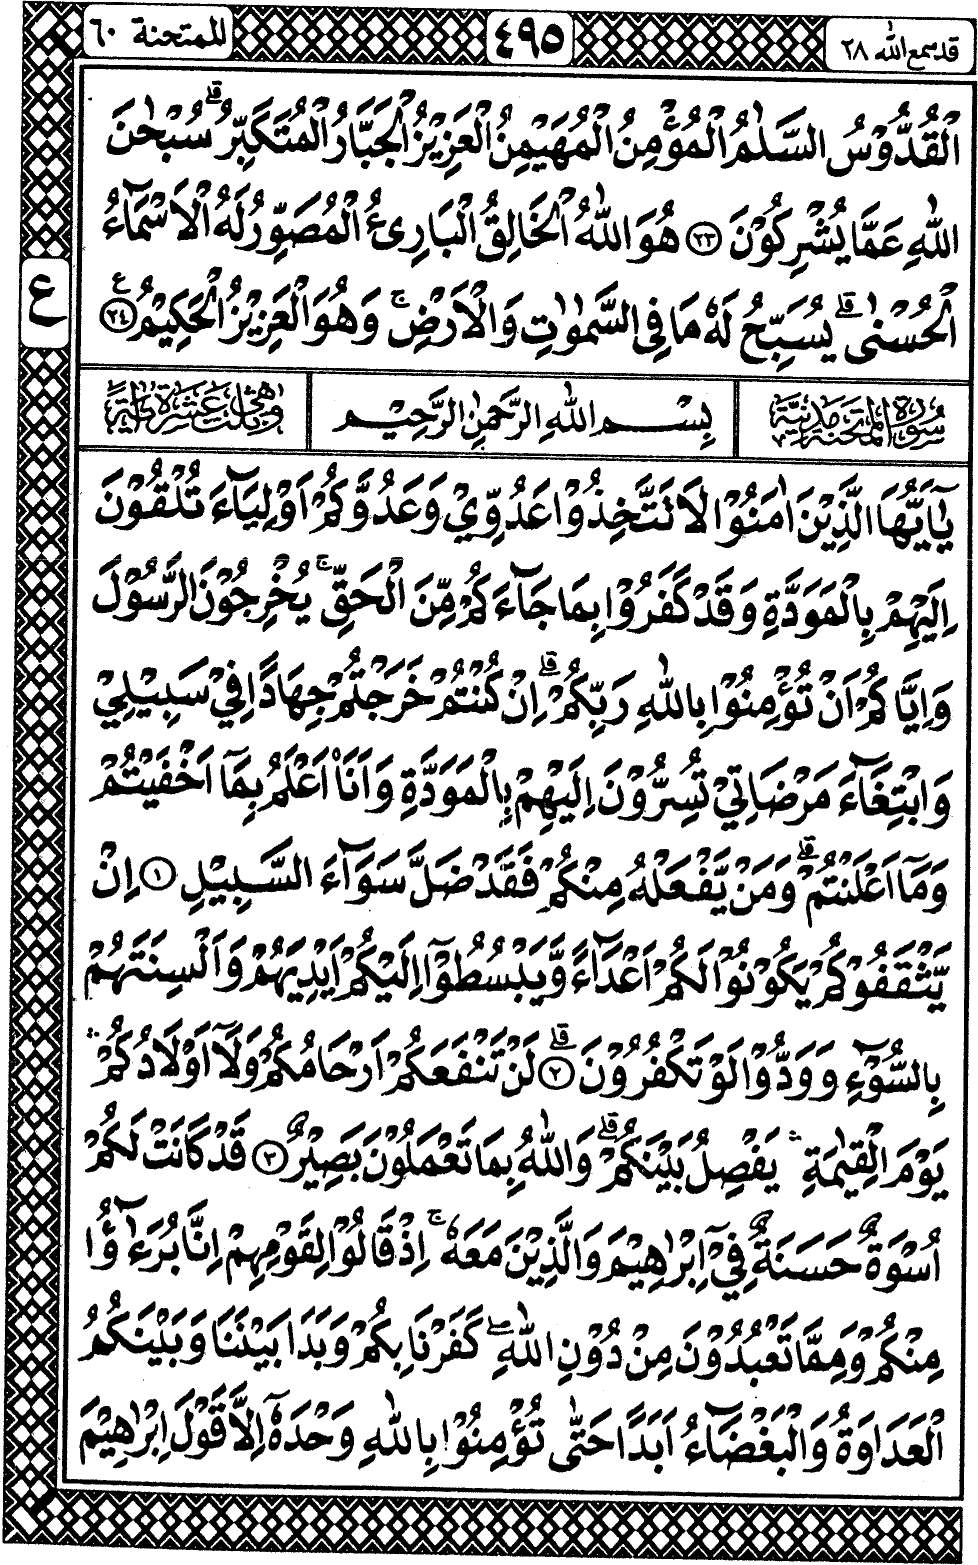 قد سمع الله ٢٨ ٤٩٥ الممتحنة ٦٠
الْقُدُّوْسُ السَّلٰمُ الْمُؤْمِنُ الْمُهَيْمِنُ الْعَزِيْزُ الْجَبَّارُ الْمُتَكَبِّرُ ؕ سُبْحٰنَ
اللّٰهِ عَمَّا يُشْرِكُوْنَ ﴿٢٣﴾ هُوَ اللّٰهُ الْخَالِقُ الْبَارِئُ الْمُصَوِّرُ لَهُ الْاَسْمَآءُ
الْحُسْنٰى ؕ يُسَبِّحُ لَهٗ مَا فِي السَّمٰوٰتِ وَالْاَرْضِ ۚ وَهُوَ الْعَزِيْزُ الْحَكِيْمُ ﴿٢٤﴾ ع
ع
سُوْرَةُ الْمُمْتَحِنَةِ مَدَنِيَّةٌ بِسْمِ اللّٰهِ الرَّحْمٰنِ الرَّحِيْمِ وَهِيَ ثَلٰثَ عَشْرَةَ اٰيَةً
يٰٓاَيُّهَا الَّذِيْنَ اٰمَنُوْا لَا تَتَّخِذُوْا عَدُوِّيْ وَعَدُوَّكُمْ اَوْلِيَآءَ تُلْقُوْنَ
اِلَيْهِمْ بِالْمَوَدَّةِ وَقَدْ كَفَرُوْا بِمَا جَآءَكُمْ مِّنَ الْحَقِّ ۚ يُخْرِجُوْنَ الرَّسُوْلَ
وَاِيَّاكُمْ اَنْ تُؤْمِنُوْا بِاللّٰهِ رَبِّكُمْ ؕ اِنْ كُنْتُمْ خَرَجْتُمْ جِهَادًا فِيْ سَبِيْلِيْ
وَابْتِغَآءَ مَرْضَاتِيْ تُسِرُّوْنَ اِلَيْهِمْ بِالْمَوَدَّةِ وَاَنَا۠ اَعْلَمُ بِمَآ اَخْفَيْتُمْ
وَمَآ اَعْلَنْتُمْ ؕ وَمَنْ يَّفْعَلْهُ مِنْكُمْ فَقَدْ ضَلَّ سَوَآءَ السَّبِيْلِ ﴿١﴾ اِنْ
يَّثْقَفُوْكُمْ يَكُوْنُوْا لَكُمْ اَعْدَآءً وَّيَبْسُطُوْٓا اِلَيْكُمْ اَيْدِيَهُمْ وَاَلْسِنَتَهُمْ
بِالسُّوْٓءِ وَوَدُّوْا لَوْ تَكْفُرُوْنَ ؕ ﴿٢﴾ لَنْ تَنْفَعَكُمْ اَرْحَامُكُمْ وَلَآ اَوْلَادُكُمْ ۛ
يَوْمَ الْقِيٰمَةِ ۛ يَفْصِلُ بَيْنَكُمْ ؕ وَاللّٰهُ بِمَا تَعْمَلُوْنَ بَصِيْرٌ ﴿٣﴾ قَدْ كَانَتْ لَكُمْ
اُسْوَةٌ حَسَنَةٌ فِيْٓ اِبْرٰهِيْمَ وَالَّذِيْنَ مَعَهٗ ۚ اِذْ قَالُوْا لِقَوْمِهِمْ اِنَّا بُرَءٰٓؤُا
مِنْكُمْ وَمِمَّا تَعْبُدُوْنَ مِنْ دُوْنِ اللّٰهِ ۖ كَفَرْنَا بِكُمْ وَبَدَا بَيْنَنَا وَبَيْنَكُمُ
الْعَدَاوَةُ وَالْبَغْضَآءُ اَبَدًا حَتّٰى تُؤْمِنُوْا بِاللّٰهِ وَحْدَهٗٓ اِلَّا قَوْلَ اِبْرٰهِيْمَ